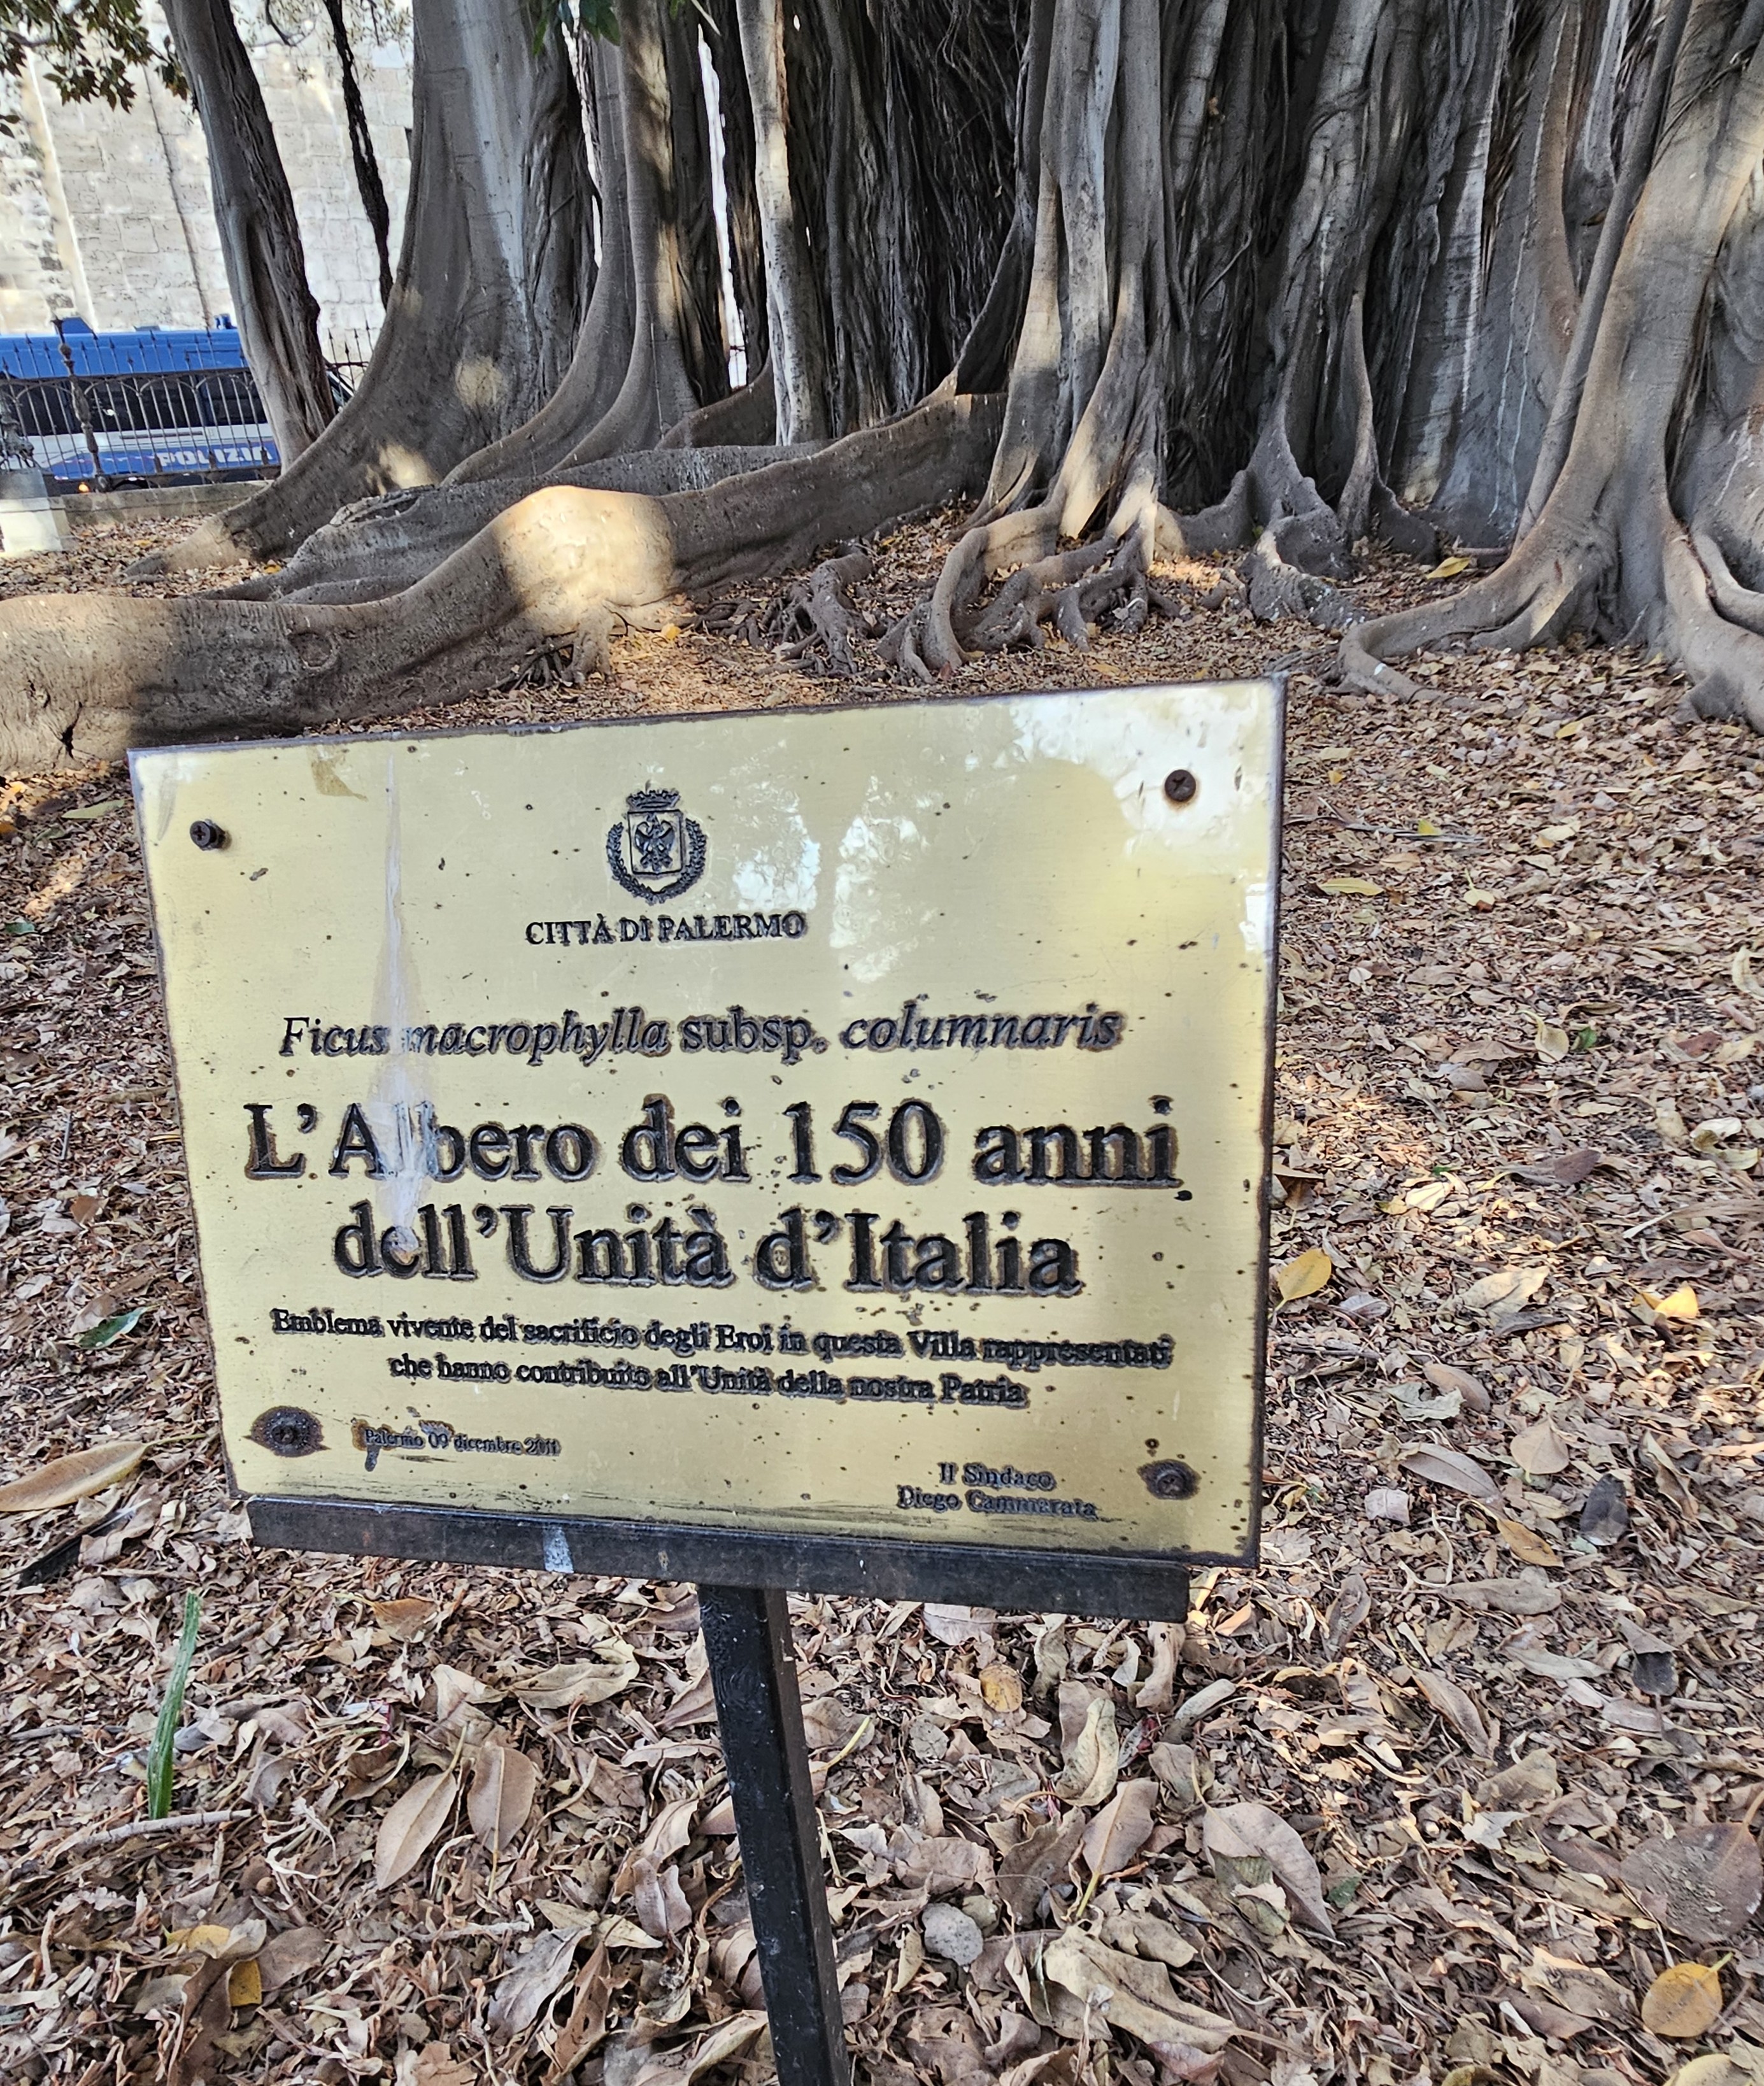 POLIZIA
CITTÀ DI PALERMO
Ficus macrophylla subsp. columnaris
L'Albero dei 150 anni
dell'Unità d'Italia
Emblema vivente del sacrificio degli Eroi in questa Villa rappresentati
che hanno contribuito all'Unità della nostra Patria
Palermo 09 dicembre 2011
Il Sindaco
Diego Cammarata